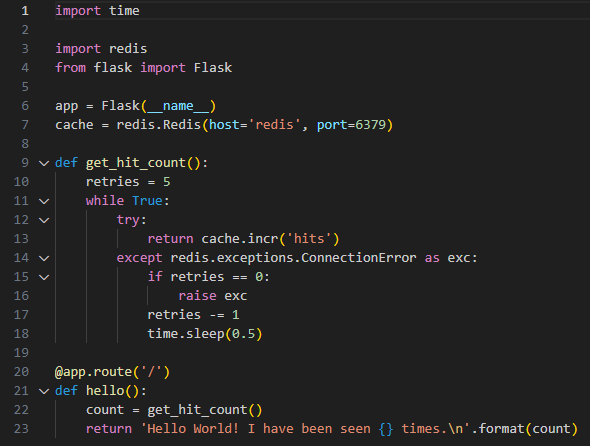 1 import time
2
3 import redis
4 from flask import Flask
5
6 app = Flask(__name__)
7 cache = redis.Redis(host='redis', port=6379)
8
9 def get_hit_count():
10     retries = 5
11     while True:
12         try:
13             return cache.incr('hits')
14         except redis.exceptions.ConnectionError as exc:
15             if retries == 0:
16                 raise exc
17             retries -= 1
18             time.sleep(0.5)
19
20 @app.route('/')
21 def hello():
22     count = get_hit_count()
23     return 'Hello World! I have been seen {} times.\n'.format(count)